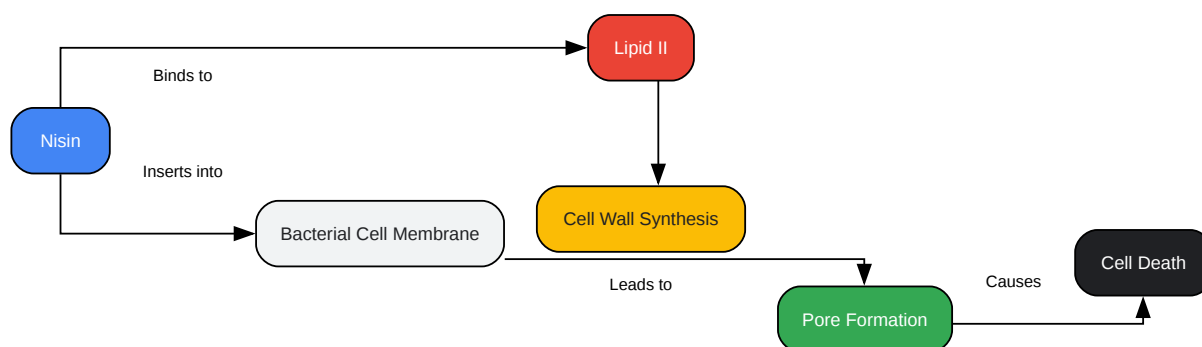 Lipid II
Binds to
Nisin
Inserts into
Cell Wall Synthesis
Bacterial Cell Membrane
Cell Death
Leads to
Causes
Pore Formation